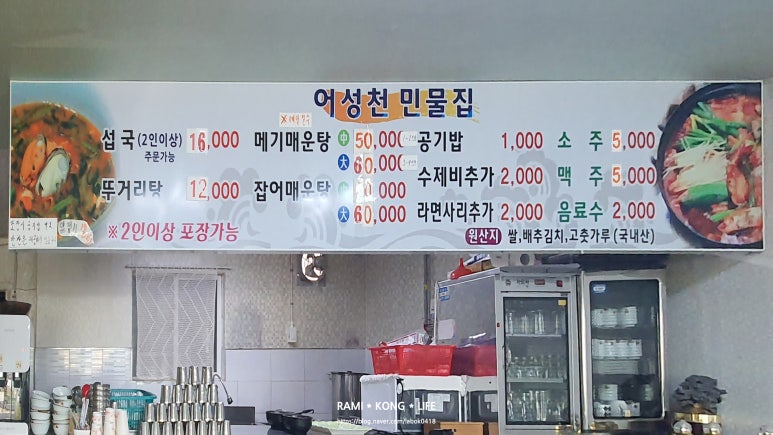 어성천 민물집
섭 국 (2인이상) 16,000
주문가능
뚜거리탕 12,000
※2인이상 포장가능
메기매운탕 中 50,000
大 60,000
잡어매운탕 中
大 60,000
공기밥 1,000
수제비추가 2,000
라면사리추가 2,000
소 주 5,000
맥 주 5,000
음료수 2,000
원산지 쌀,배추김치,고춧가루(국내산)
RAMI ★ KONG ★ LIFE